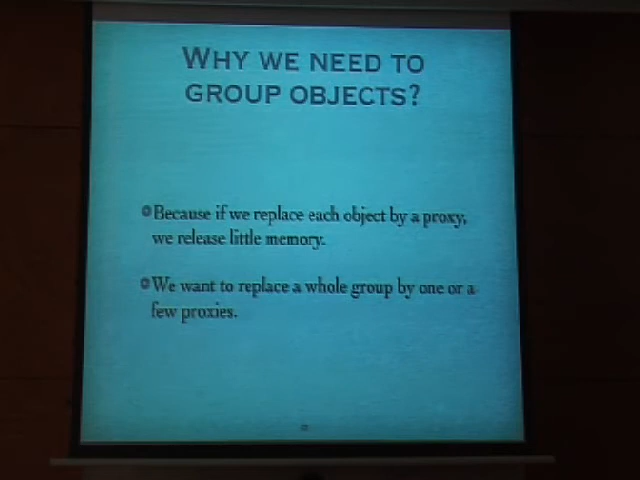 WHY WE NEED TO
GROUP OBJECTS?
Because if we replace each object by a proxy,
we release little memory.
We want to replace a whole group by one or a
few proxies.